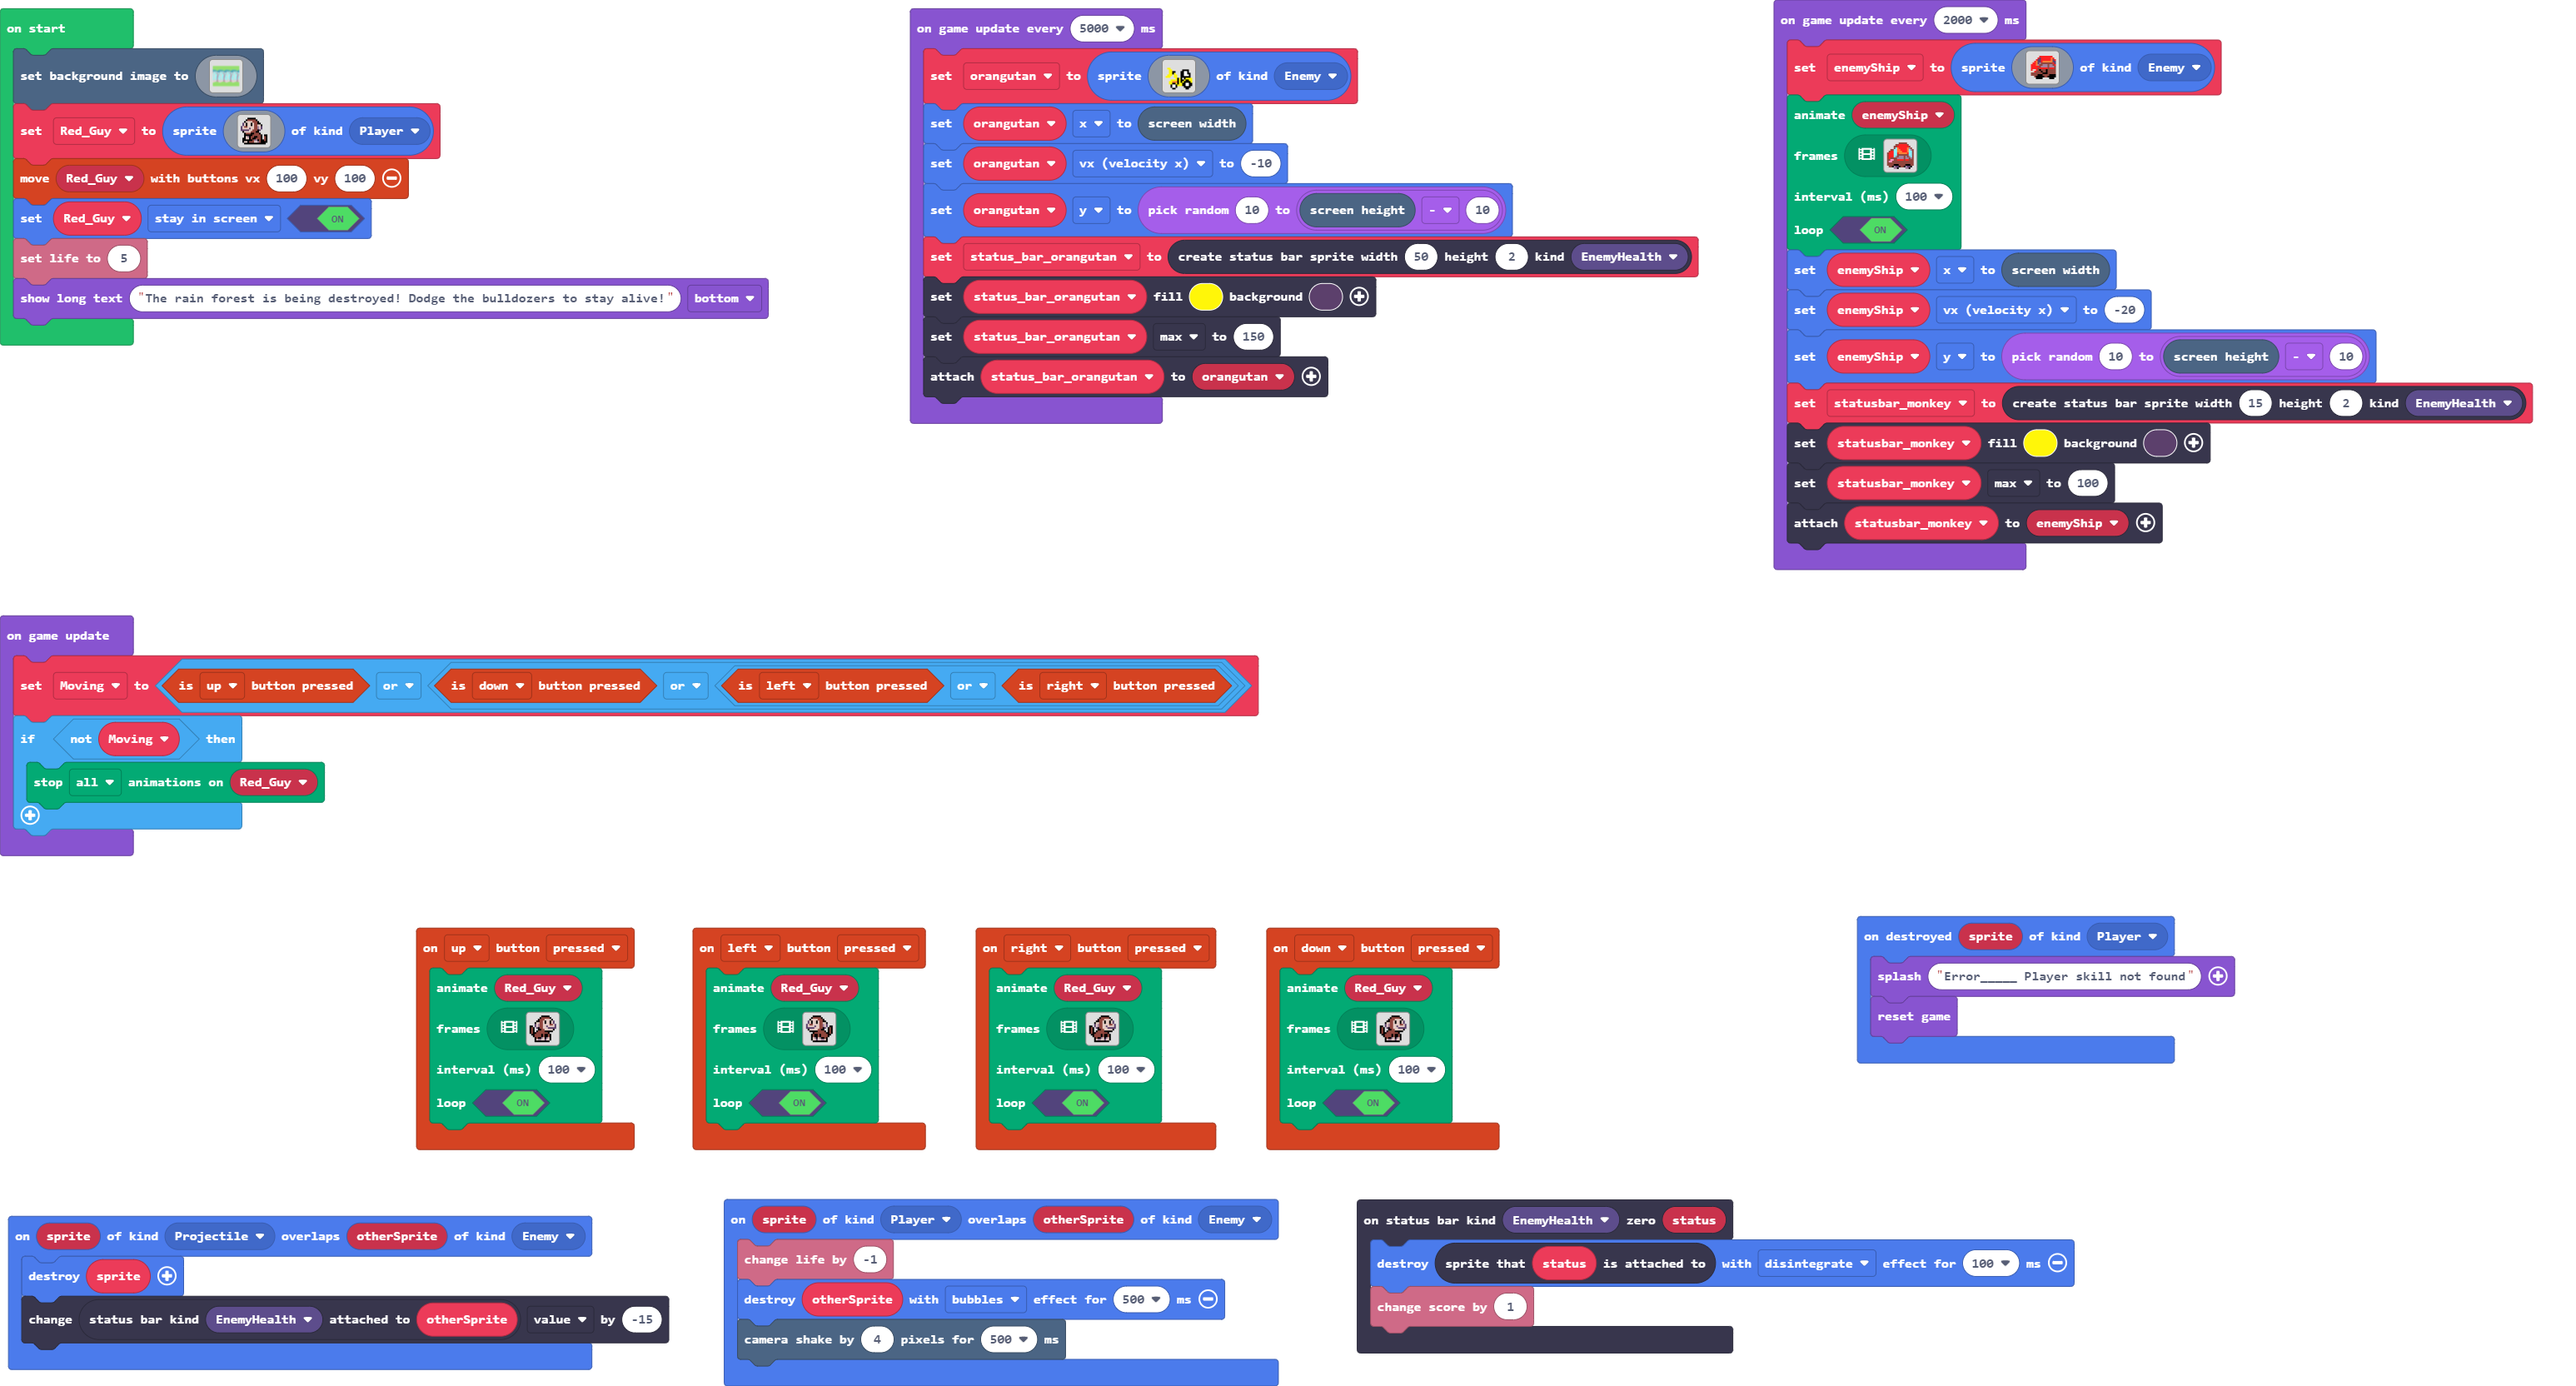 on start
set background image to
set Red_Guy to sprite of kind Player
move Red_Guy with buttons vx 100 vy 100
set Red_Guy stay in screen ON
set life to 5
show long text "The rain forest is being destroyed! Dodge the bulldozers to stay alive!" bottom
on game update every 5000 ms
set orangutan to sprite of kind Enemy
set orangutan x to screen width
set orangutan vx (velocity x) to -10
set orangutan y to pick random 10 to screen height - 10
set status_bar_orangutan to create status bar sprite width 50 height 2 kind EnemyHealth
set status_bar_orangutan fill background
set status_bar_orangutan max to 150
attach status_bar_orangutan to orangutan
on game update every 2000 ms
set enemyShip to sprite of kind Enemy
animate enemyShip
frames
interval (ms) 100
loop ON
set enemyShip x to screen width
set enemyShip vx (velocity x) to -20
set enemyShip y to pick random 10 to screen height - 10
set statusbar_monkey to create status bar sprite width 15 height 2 kind EnemyHealth
set statusbar_monkey fill background
set statusbar_monkey max to 100
attach statusbar_monkey to enemyShip
on game update
set Moving to is up button pressed or is down button pressed or is left button pressed or is right button pressed
if not Moving then
stop all animations on Red_Guy
on up button pressed
animate Red_Guy
frames
interval (ms) 100
loop ON
on left button pressed
animate Red_Guy
frames
interval (ms) 100
loop ON
on right button pressed
animate Red_Guy
frames
interval (ms) 100
loop ON
on down button pressed
animate Red_Guy
frames
interval (ms) 100
loop ON
on destroyed sprite of kind Player
splash "Error_____ Player skill not found"
reset game
on sprite of kind Projectile overlaps otherSprite of kind Enemy
destroy sprite
change status bar kind EnemyHealth attached to otherSprite value by -15
on sprite of kind Player overlaps otherSprite of kind Enemy
change life by -1
destroy otherSprite with bubbles effect for 500 ms
camera shake by 4 pixels for 500 ms
on status bar kind EnemyHealth zero status
destroy sprite that status is attached to with disintegrate effect for 100 ms
change score by 1